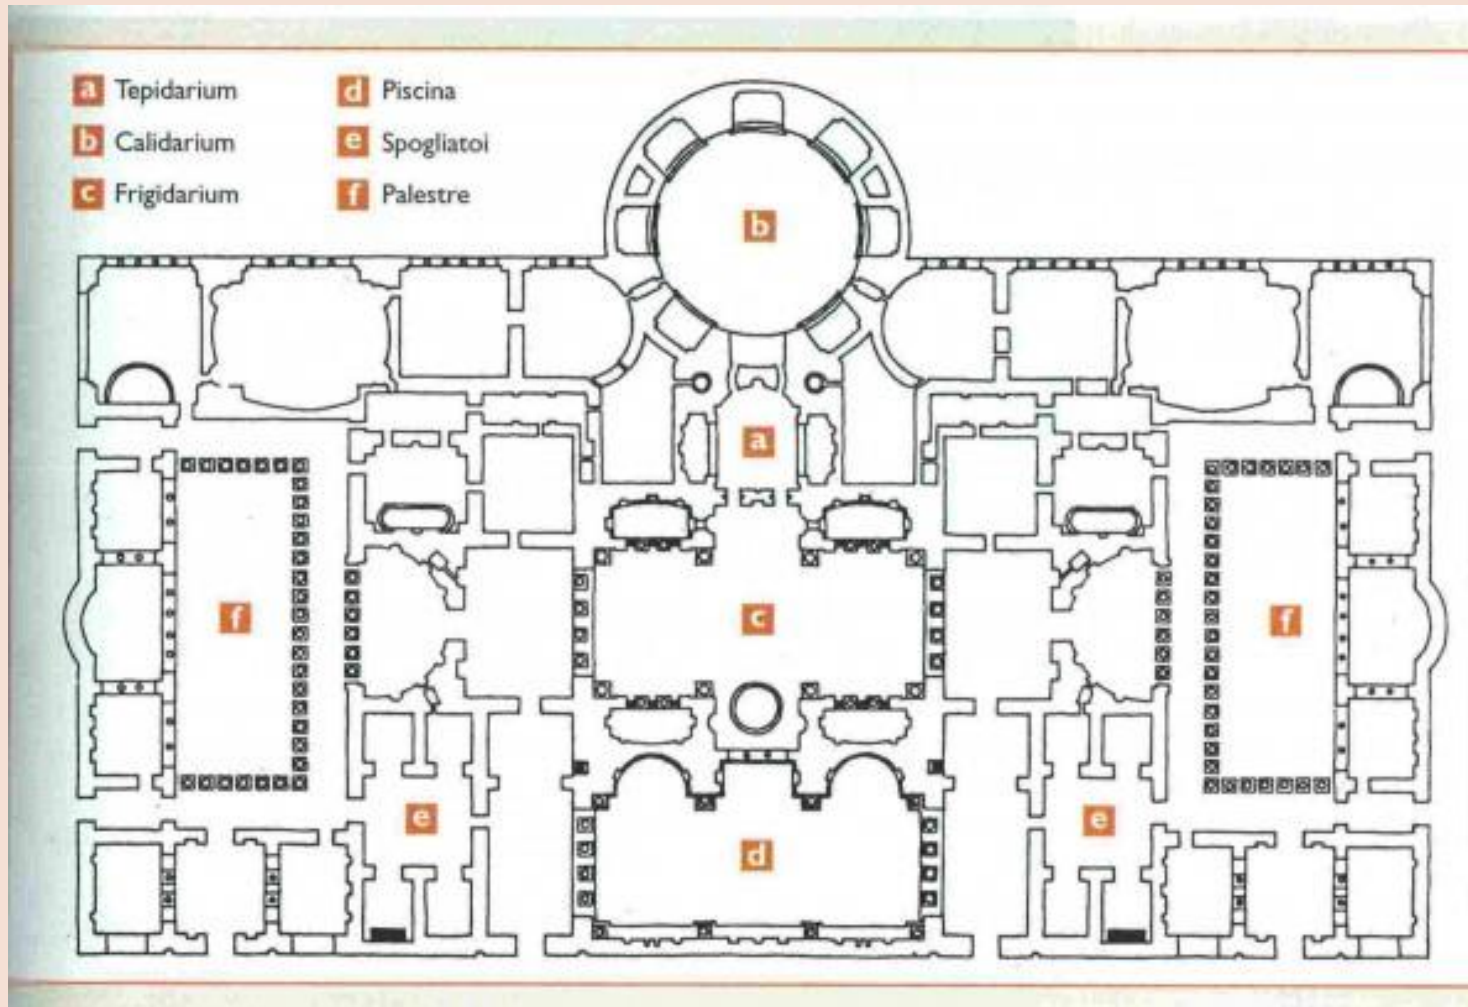 a Tepidarium
b Calidarium
c Frigidarium
d Piscina
e Spogliatoi
f Palestre
b
a
f
c
f
e
e
d